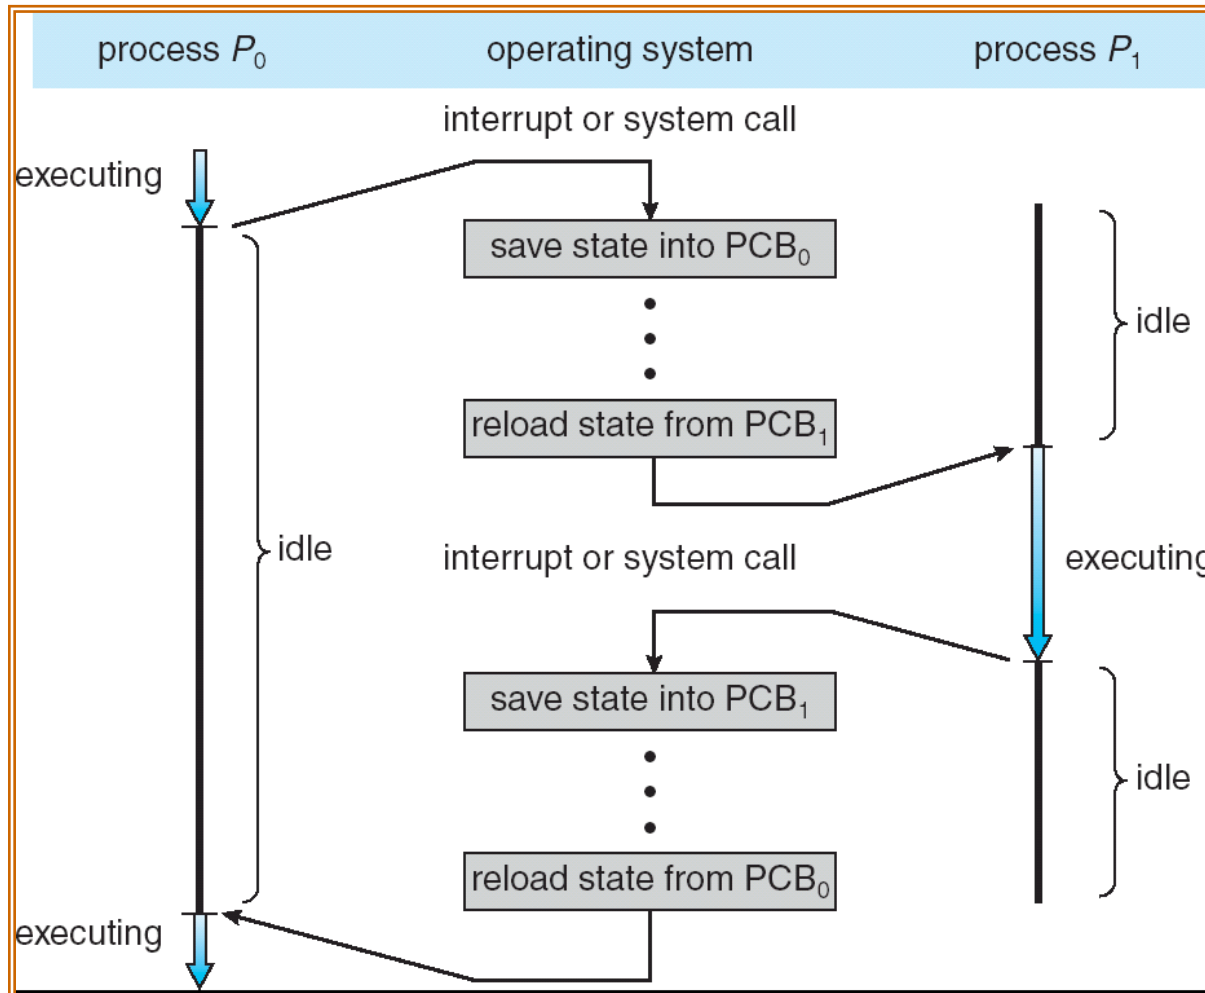 process P₀ operating system process P₁
interrupt or system call
executing
save state into PCB₀
idle
reload state from PCB₁
idle
interrupt or system call
executing
save state into PCB₁
idle
reload state from PCB₀
executing